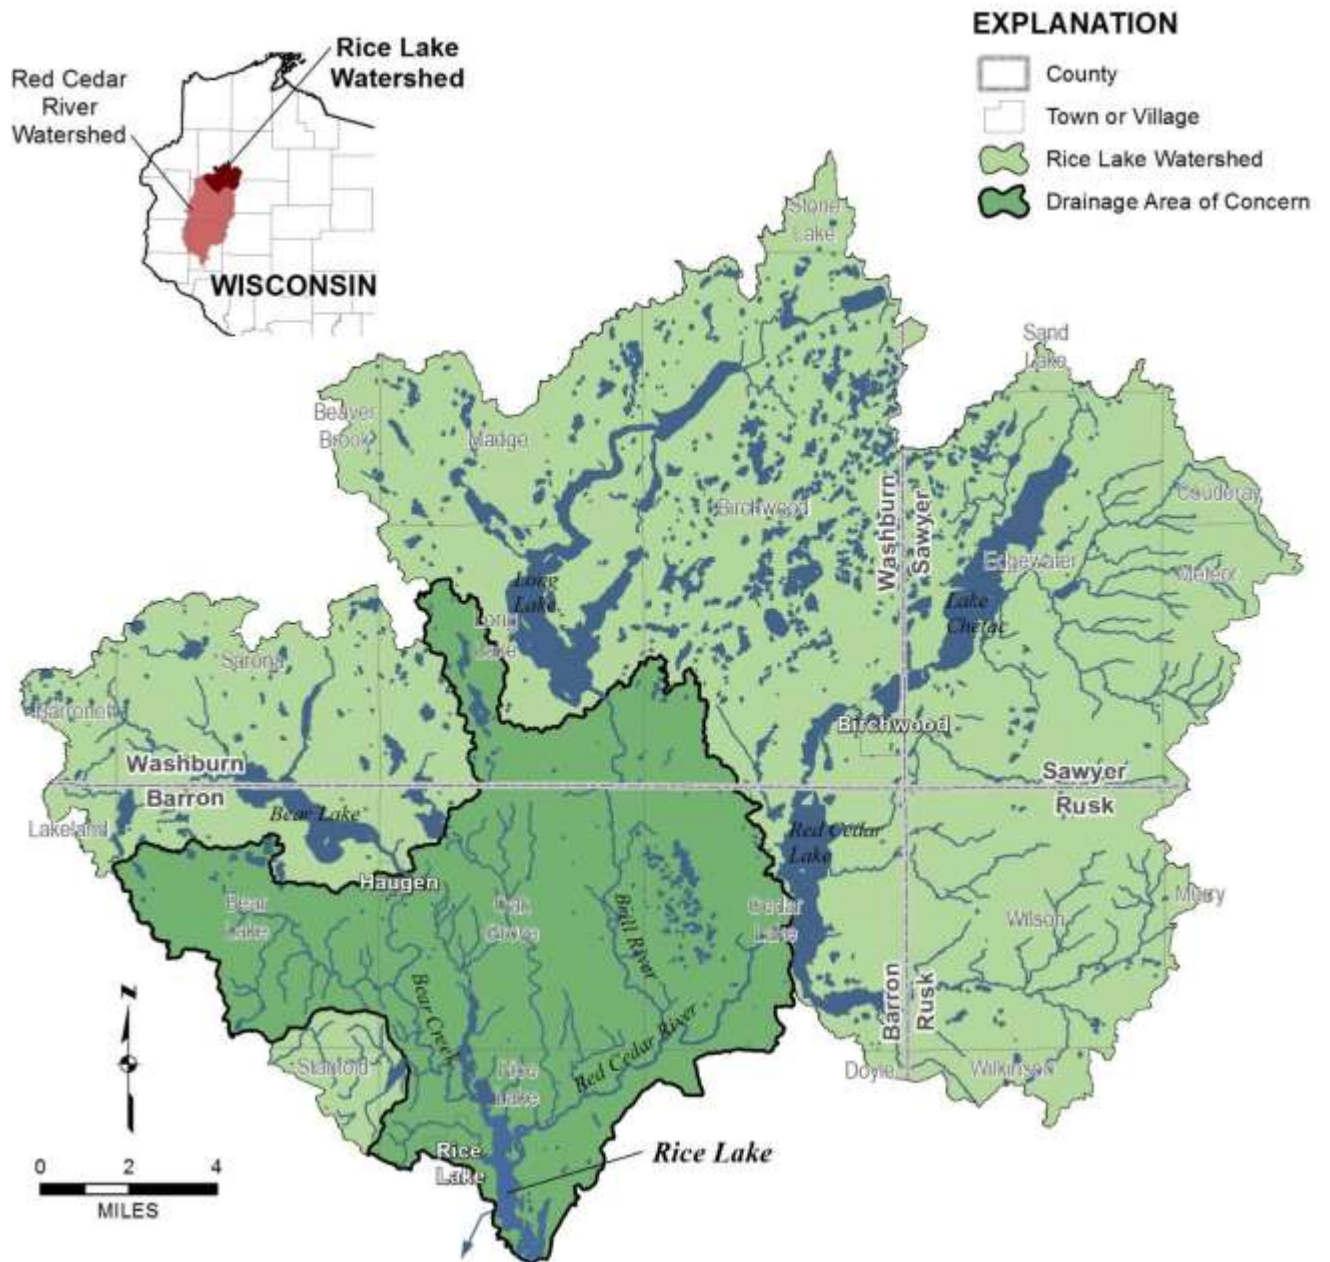 EXPLANATION
County
Town or Village
Rice Lake Watershed
Drainage Area of Concern
Rice Lake
Watershed
Red Cedar
River
Watershed
WISCONSIN
Stone
Lake
Sand
Lake
Beaver
Brook
Madge
Birchwood
Washburn
Sawyer
Couderay
Edgewater
Meteor
Long
Lake
Long
Lake
Lake
Chetac
Sarona
Barronett
Birchwood
Washburn
Barron
Sawyer
Rusk
Lakeland
Bear Lake
Red Cedar
Lake
Haugen
Bear
Lake
Oak
Grove
Brill River
Cedar
Lake
Wilson
Murry
Bear Creek
Barron
Rusk
Stanfold
Rice
Lake
Red Cedar River
Doyle
Wilkinson
Rice
Lake
Rice Lake
N
0 2 4
MILES